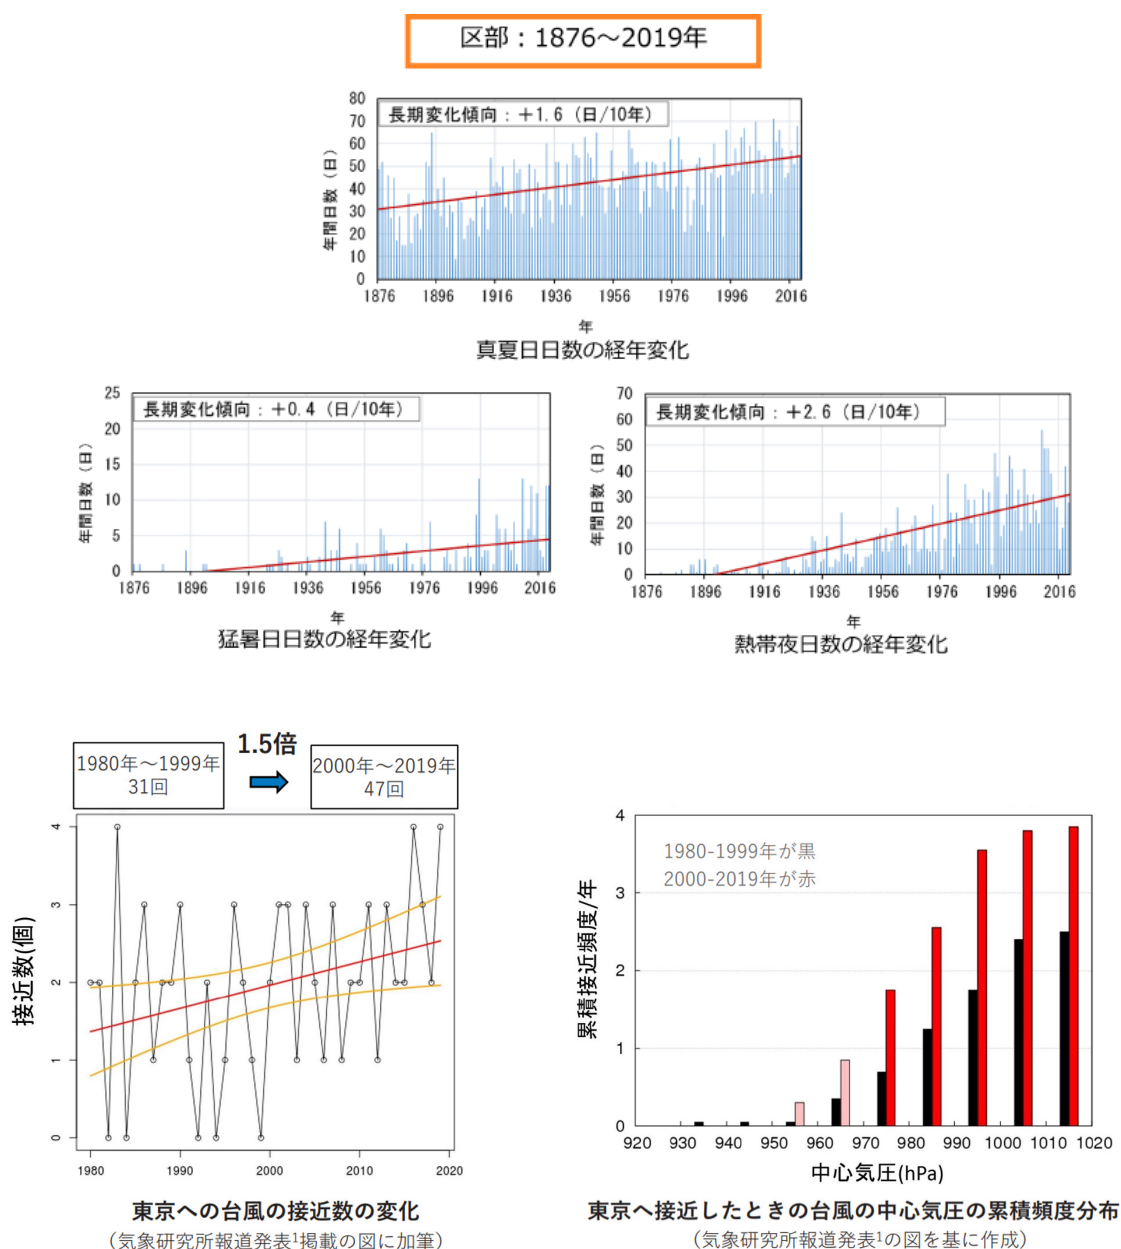 区部：1876～2019年
長期変化傾向：＋1.6（日/10年）
年間日数（日）
80
70
60
50
40
30
20
10
0
1876 1896 1916 1936 1956 1976 1996 2016
年
真夏日日数の経年変化
長期変化傾向：＋0.4（日/10年）
年間日数（日）
25
20
15
10
5
0
1876 1896 1916 1936 1956 1976 1996 2016
年
猛暑日日数の経年変化
長期変化傾向：＋2.6（日/10年）
年間日数（日）
70
60
50
40
30
20
10
0
1876 1896 1916 1936 1956 1976 1996 2016
年
熱帯夜日数の経年変化
1980年～1999年
31回
1.5倍
2000年～2019年
47回
接近数(個)
4
3
2
1
0
1980 1990 2000 2010 2020
東京への台風の接近数の変化
（気象研究所報道発表¹掲載の図に加筆）
1980-1999年が黒
2000-2019年が赤
累積接近頻度/年
4
3
2
1
0
920 930 940 950 960 970 980 990 1000 1010 1020
中心気圧(hPa)
東京へ接近したときの台風の中心気圧の累積頻度分布
（気象研究所報道発表¹の図を基に作成）